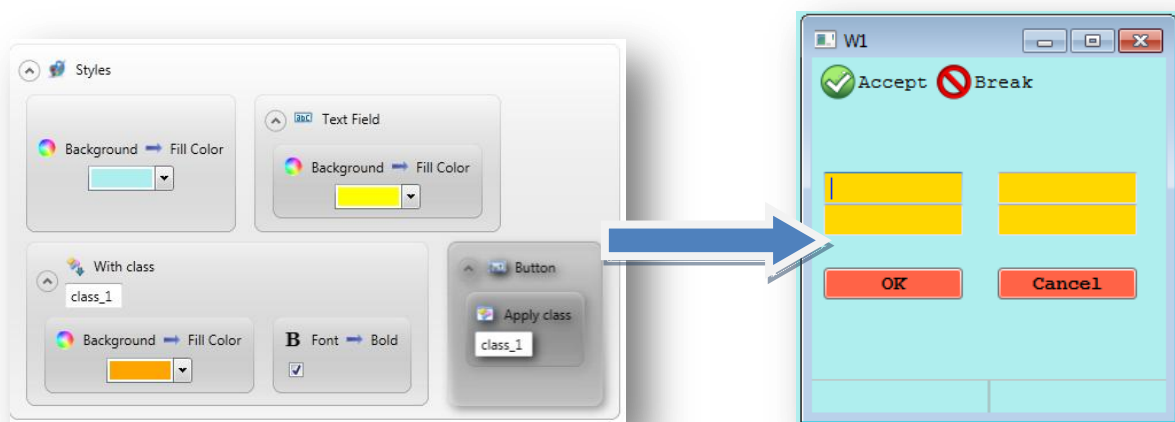 Styles
Background Fill Color
abc Text Field
Background Fill Color
With class
class_1
Background Fill Color
B Font Bold
Button
Apply class
class_1
W1
Accept Break
OK Cancel